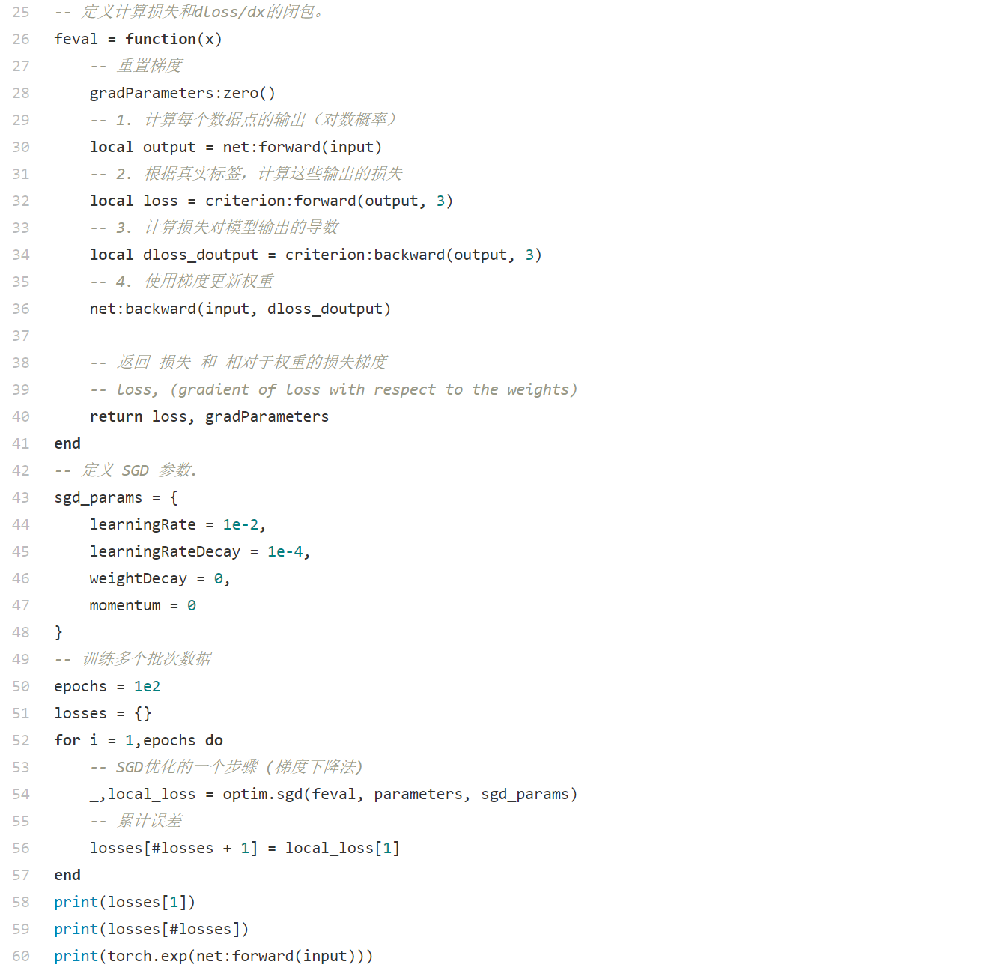 25 -- 定义计算损失和dloss/dx的闭包。
26 feval = function(x)
27     -- 重置梯度
28     gradParameters:zero()
29     -- 1. 计算每个数据点的输出（对数概率）
30     local output = net:forward(input)
31     -- 2. 根据真实标签，计算这些输出的损失
32     local loss = criterion:forward(output, 3)
33     -- 3. 计算损失对模型输出的导数
34     local dloss_doutput = criterion:backward(output, 3)
35     -- 4. 使用梯度更新权重
36     net:backward(input, dloss_doutput)
37
38     -- 返回 损失 和 相对于权重的损失梯度
39     -- loss, (gradient of loss with respect to the weights)
40     return loss, gradParameters
41 end
42 -- 定义 SGD 参数.
43 sgd_params = {
44     learningRate = 1e-2,
45     learningRateDecay = 1e-4,
46     weightDecay = 0,
47     momentum = 0
48 }
49 -- 训练多个批次数据
50 epochs = 1e2
51 losses = {}
52 for i = 1,epochs do
53     -- SGD优化的一个步骤 (梯度下降法)
54     _,local_loss = optim.sgd(feval, parameters, sgd_params)
55     -- 累计误差
56     losses[#losses + 1] = local_loss[1]
57 end
58 print(losses[1])
59 print(losses[#losses])
60 print(torch.exp(net:forward(input)))